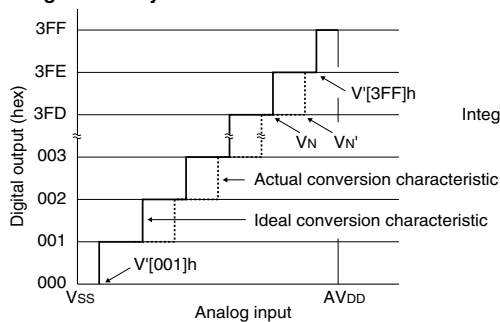 3FF
3FE
V'[3FF]h
3FD
Integ
VN VN'
Digital output (hex)
003
Actual conversion characteristic
002
Ideal conversion characteristic
001
V'[001]h
000
VSS AVDD
Analog input